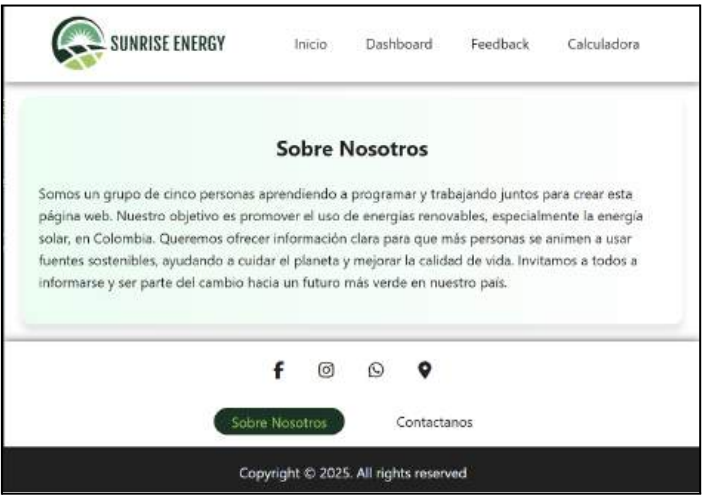 SUNRISE ENERGY
Inicio Dashboard Feedback Calculadora
Sobre Nosotros
Somos un grupo de cinco personas aprendiendo a programar y trabajando juntos para crear esta
página web. Nuestro objetivo es promover el uso de energías renovables, especialmente la energía
solar, en Colombia. Queremos ofrecer información clara para que más personas se animen a usar
fuentes sostenibles, ayudando a cuidar el planeta y mejorar la calidad de vida. Invitamos a todos a
informarse y ser parte del cambio hacia un futuro más verde en nuestro país.
Sobre Nosotros Contactanos
Copyright © 2025. All rights reserved